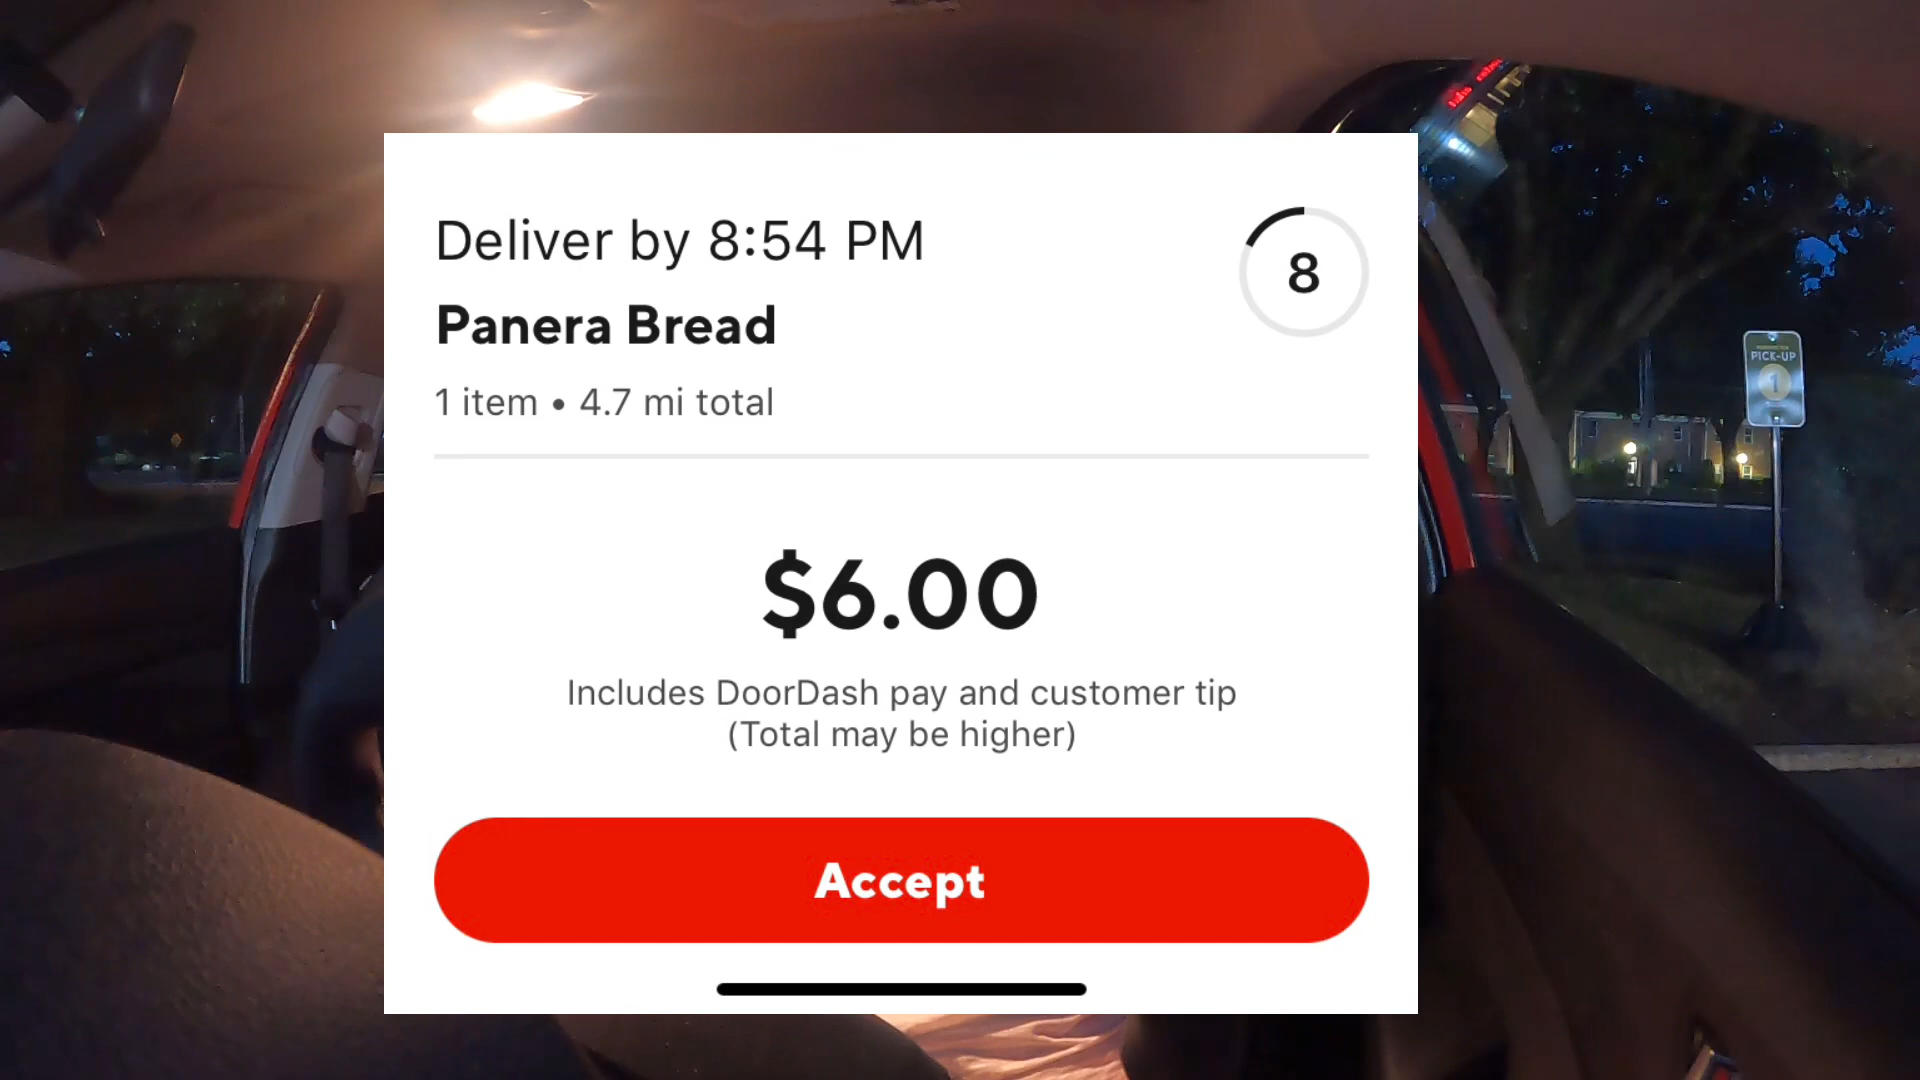 Deliver by 8:54 PM
8
Panera Bread
1 item • 4.7 mi total
$6.00
Includes DoorDash pay and customer tip
(Total may be higher)
Accept
PICK-UP
1